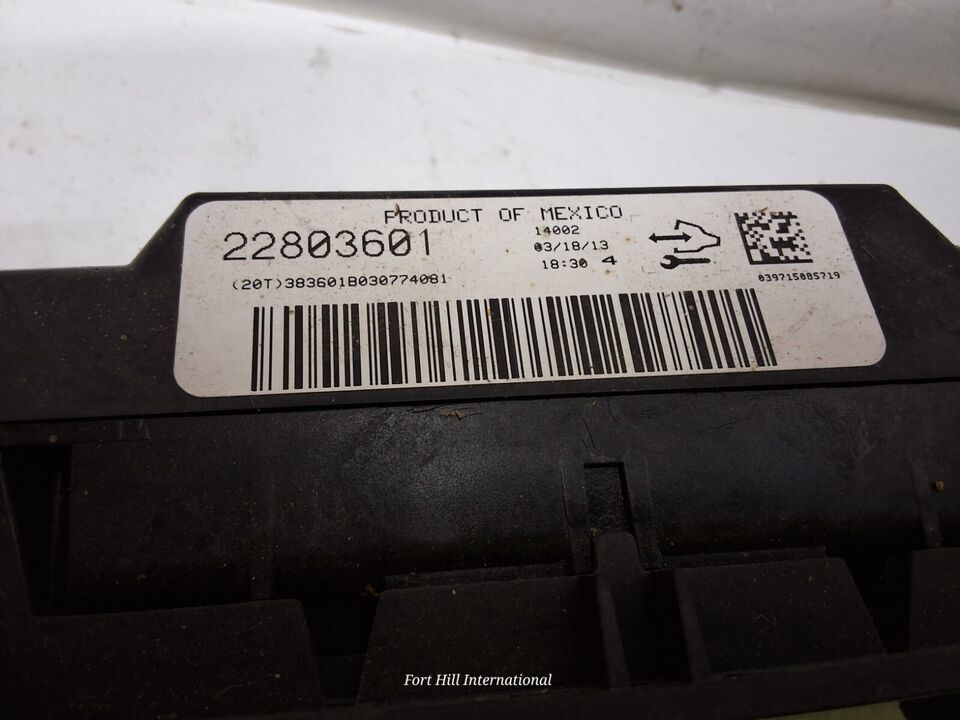 PRODUCT OF MEXICO
22803601
14002
03/18/13
18:30 4
(20T)383601B030774081
039715085719
Fort Hill International